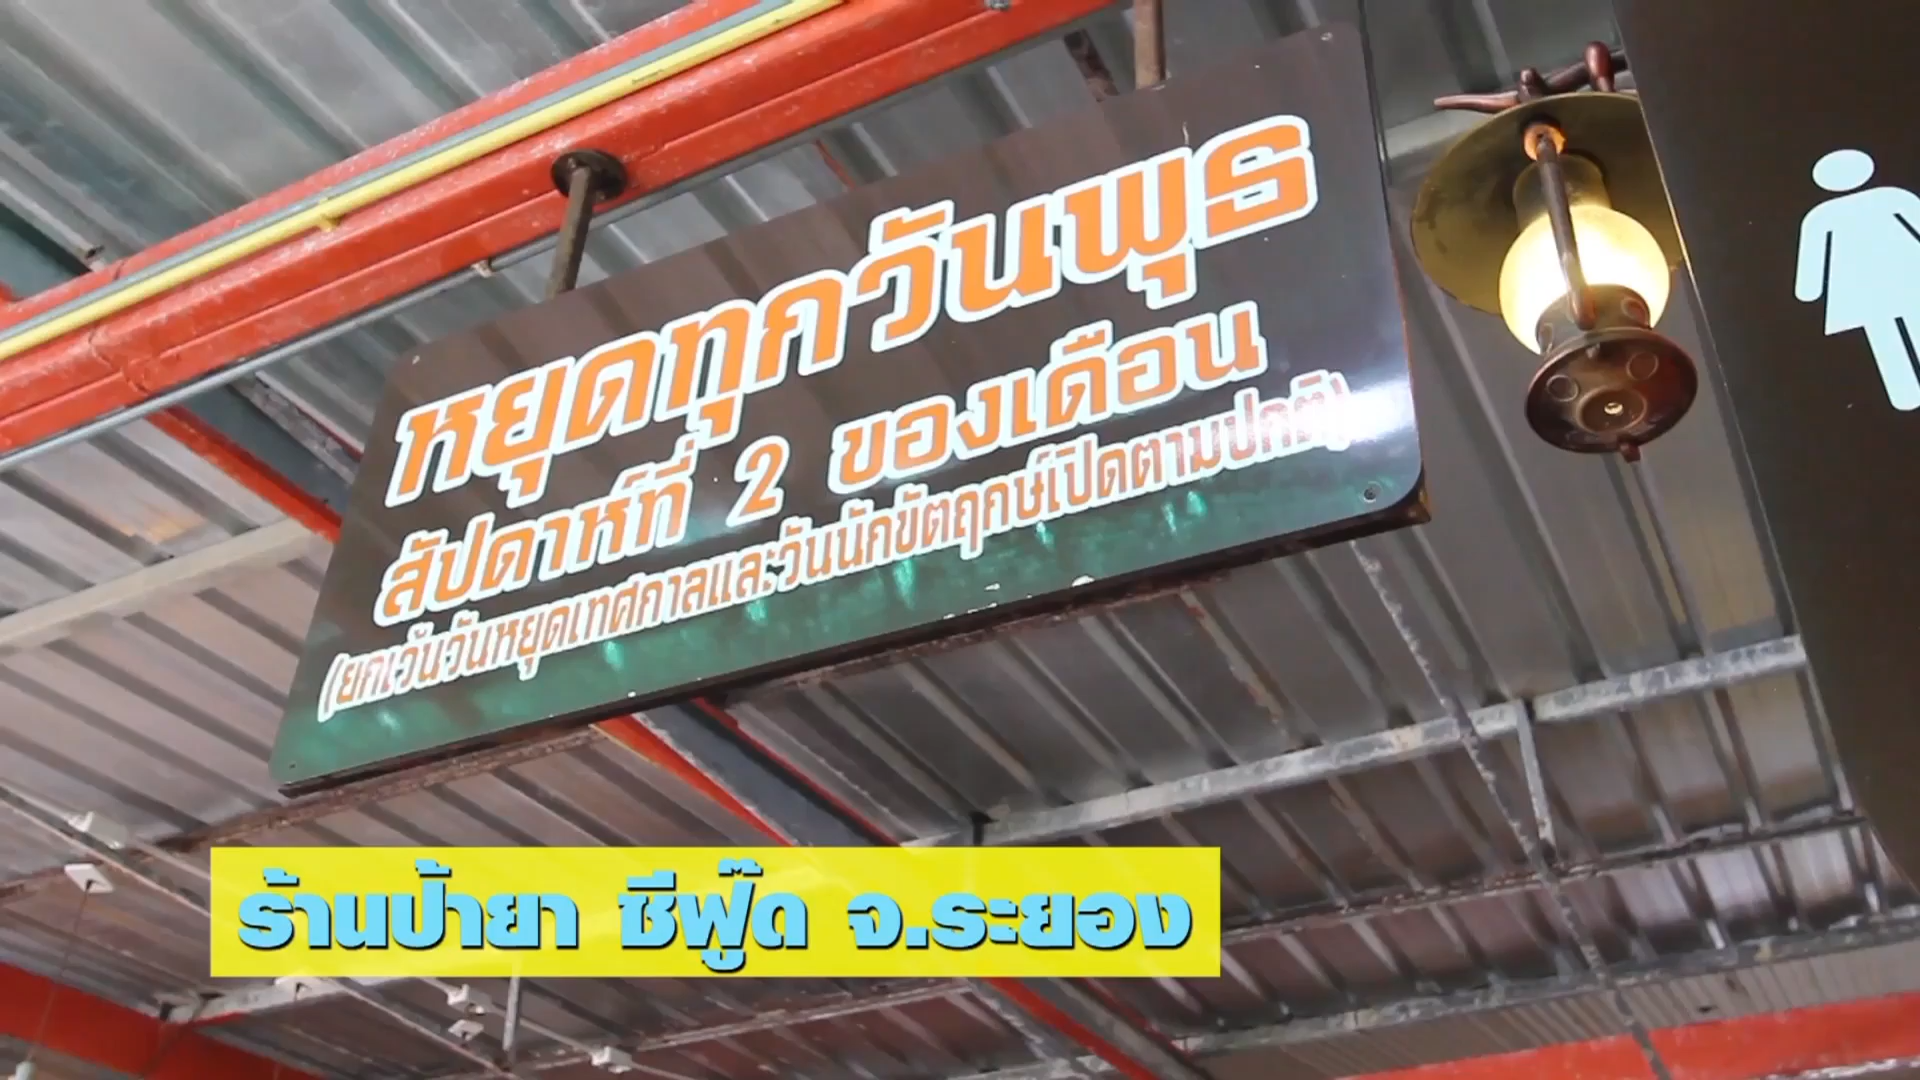 หยุดทุกวันพุธ
สัปดาห์ที่ 2 ของเดือน
(ยกเว้นวันหยุดเทศกาลและวันนักขัตฤคษ์เปิดตามปกติ)
ร้านป้ายา ซีฟู๊ด จ.ระยอง